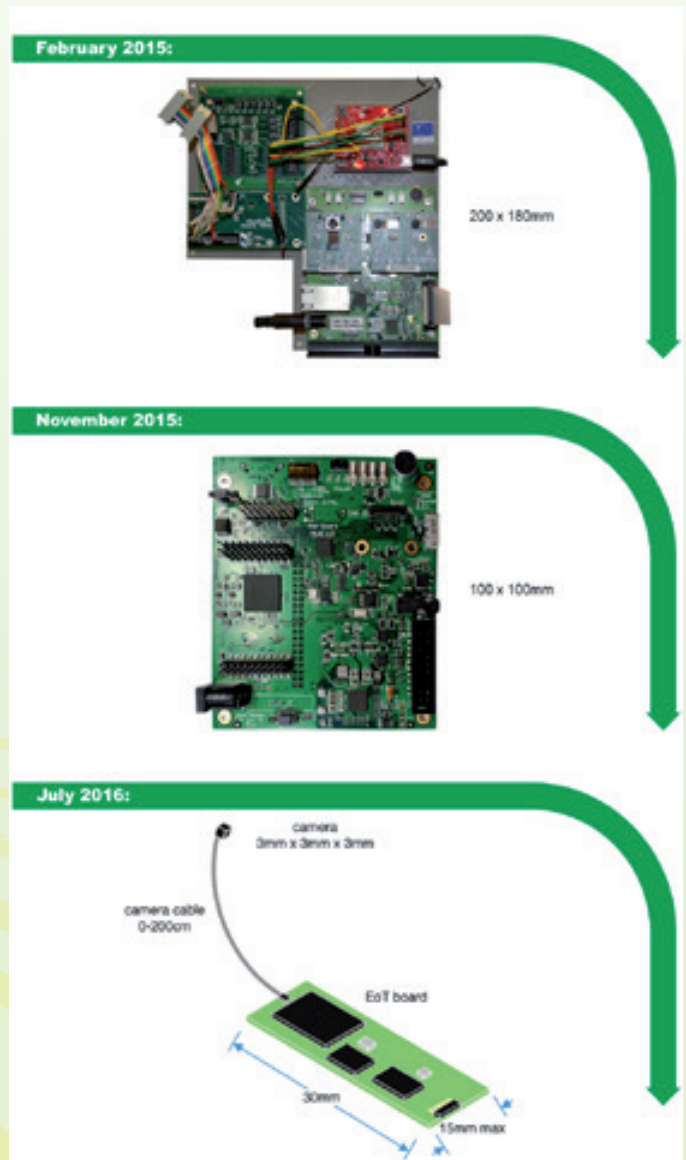 February 2015:
200 x 180mm
November 2015:
100 x 100mm
July 2016:
camera
3mm x 3mm x 3mm
camera cable
0-200cm
EoT board
30mm
15mm max